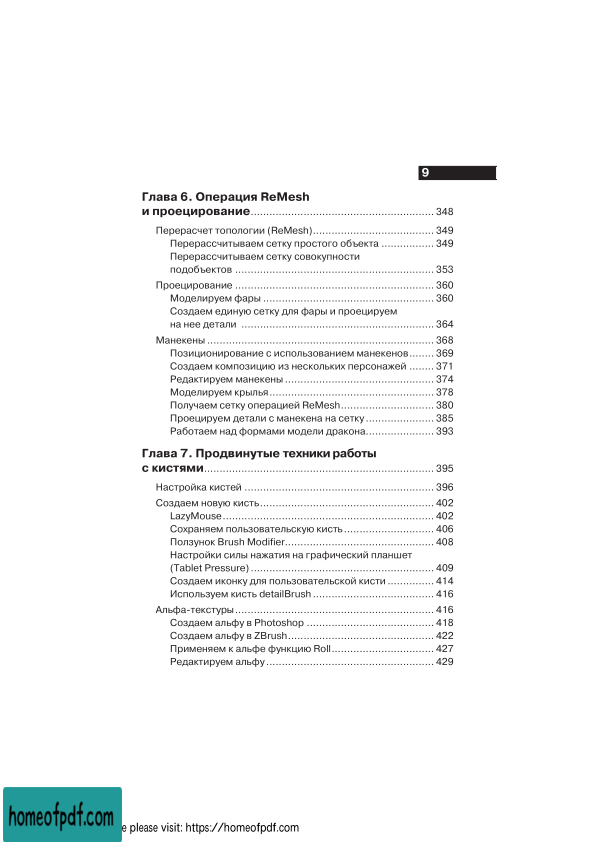 9
Глава 6. Операция ReMesh
и проецирование 348
Перерасчет топологии (ReMesh) 349
Перерассчитываем сетку простого объекта 349
Перерассчитываем сетку совокупности
подобъектов 353
Проецирование 360
Моделируем фары 360
Создаем единую сетку для фары и проецируем
на нее детали 364
Манекены 368
Позиционирование с использованием манекенов 369
Создаем композицию из нескольких персонажей 371
Редактируем манекены 374
Моделируем крылья 378
Получаем сетку операцией ReMesh 380
Проецируем детали с манекена на сетку 385
Работаем над формами модели дракона 393
Глава 7. Продвинутые техники работы
с кистями 395
Настройка кистей 396
Создаем новую кисть 402
LazyMouse 402
Сохраняем пользовательскую кисть 406
Ползунок Brush Modifier 408
Настройки силы нажатия на графический планшет
(Tablet Pressure) 409
Создаем иконку для пользовательской кисти 414
Используем кисть detailBrush 416
Альфа-текстуры 416
Создаем альфу в Photoshop 418
Создаем альфу в ZBrush 422
Применяем к альфе функцию Roll 427
Редактируем альфу 429
homeofpdf.com
e please visit: https://homeofpdf.com